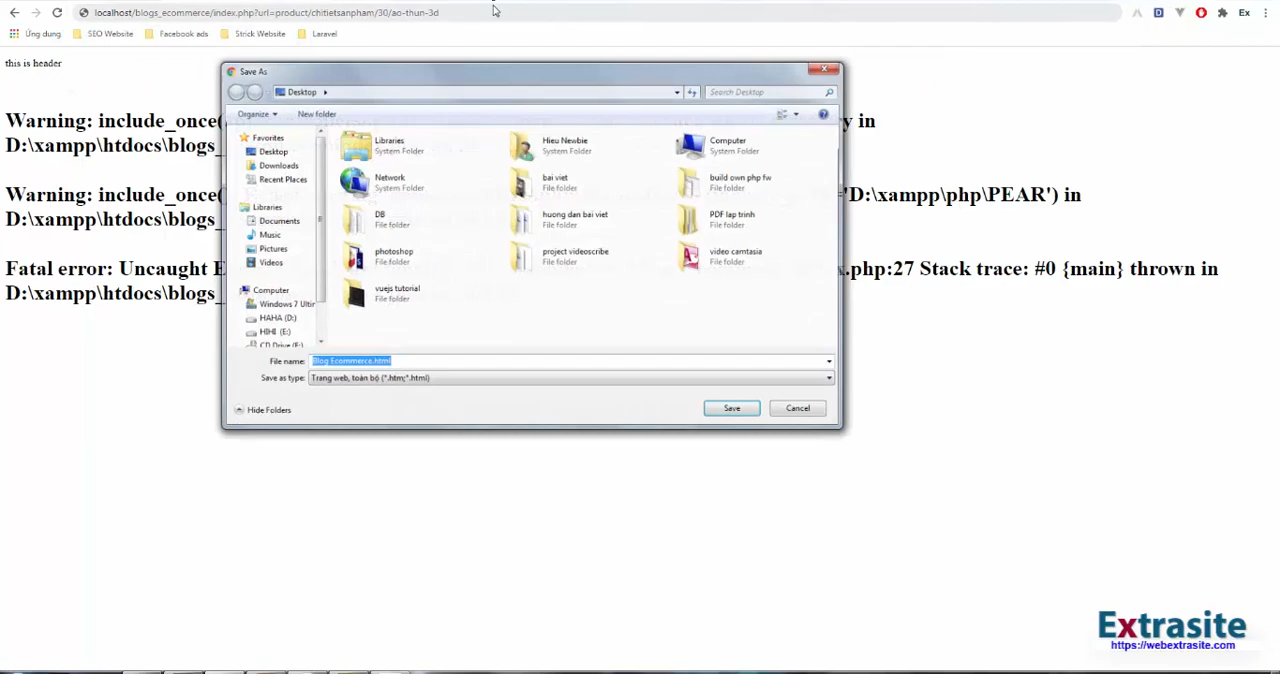 localhost/blogs_ecommerce/index.php?url=product/chitietsanpham/30/ao-thun-3d
Ex
Ứng dung
SEO Website
Facebook ads
Strick Website
Laravel
this is header
Save As
Desktop
Search Desktop
Organize
New folder
Warning: include_once(
y in
D:\xampp\htdocs\blogs_
Warning: include_once(
='D:\xampp\php\PEAR') in
D:\xampp\htdocs\blogs_
Fatal error: Uncaught E
x.php:27 Stack trace: #0 {main} thrown in
D:\xampp\htdocs\blogs_
Favorites
Desktop
Downloads
Recent Places
Libraries
Documents
Music
Pictures
Videos
Computer
Windows 7 Ultir
HAHA (D:)
HIHI (E:)
CD Drive (F:)
Libraries
System Folder
Hieu Newbie
System Folder
Computer
System Folder
Network
System Folder
bai viet
File folder
build own php fw
File folder
DB
File folder
huong dan bai viet
File folder
PDF lap trinh
File folder
photoshop
File folder
project videoscribe
File folder
video camtasia
File folder
vuejs tutorial
File folder
File name:
Blog Ecommerce.html
Save as type:
Trang web, toàn bộ (*.htm;*.html)
Hide Folders
Save
Cancel
Extrasite
https://webextrasite.com